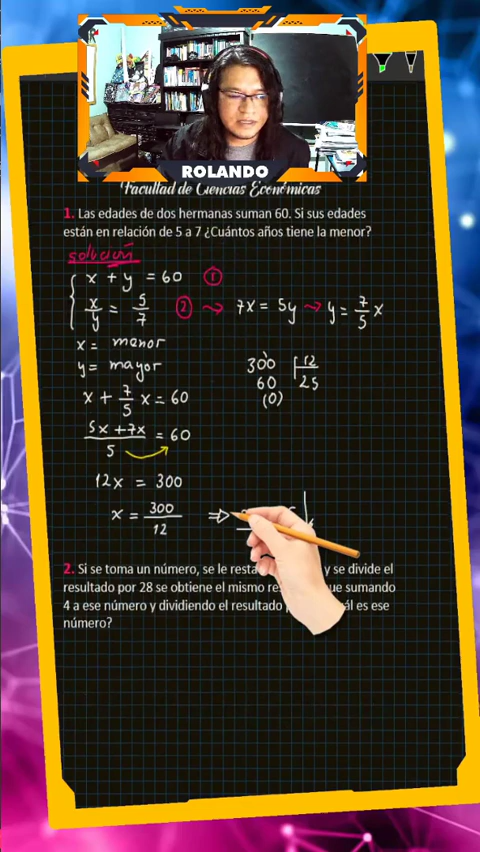 ROLANDO
Facultad de Ciencias Económicas
1. Las edades de dos hermanas suman 60. Si sus edades
están en relación de 5 a 7 ¿Cuántos años tiene la menor?
solución
x + y = 60 ①
x/y = 5/7 ② ⇝ 7x = 5y ⇝ y = 7/5 x
x = menor
y = mayor
300 | 12
60 25
(0)
x + 7/5 x = 60
5x+7x / 5 = 60
12x = 300
x = 300/12 ⇒
2. Si se toma un número, se le resta y se divide el
resultado por 28 se obtiene el mismo que sumando
4 a ese número y dividiendo el resultado es ese
número?